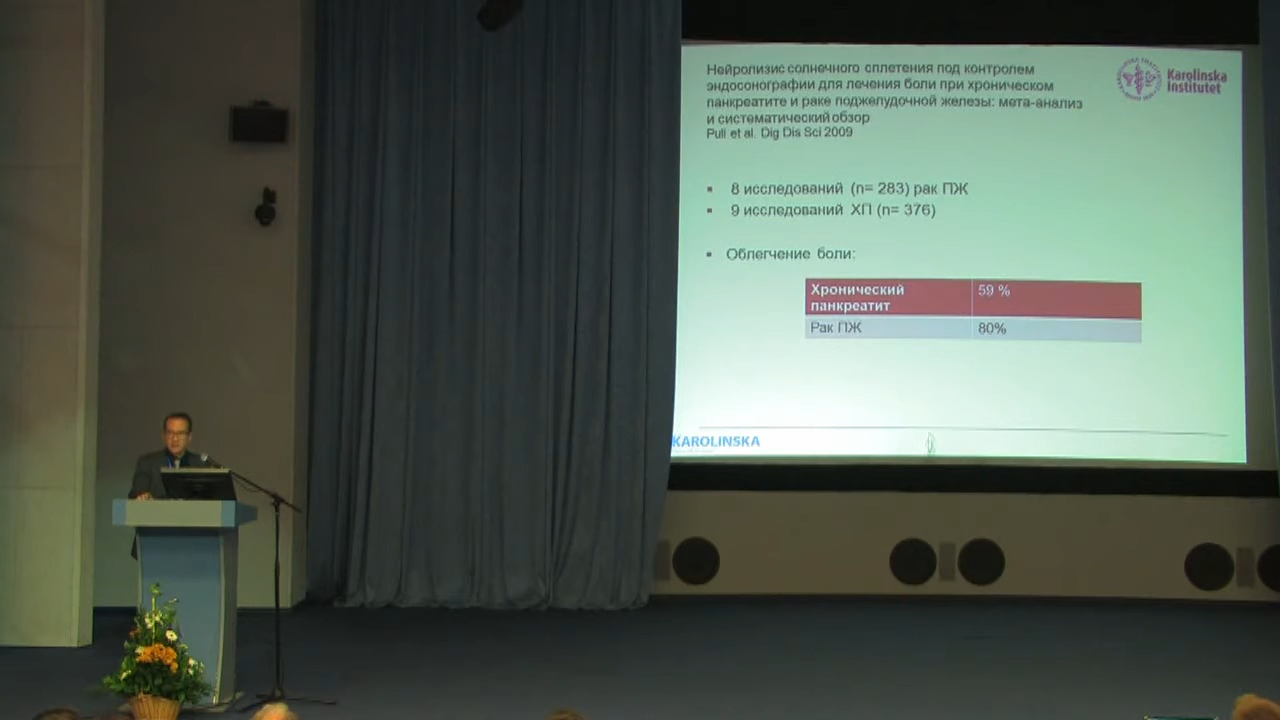 Нейролизис солнечного сплетения под контролем
эндосонографии для лечения боли при хроническом
панкреатите и раке поджелудочной железы: мета-анализ
и систематический обзор
Puli et al. Dig Dis Sci 2009
Karolinska
Institutet
▪ 8 исследований (n= 283) рак ПЖ
▪ 9 исследований ХП (n= 376)
▪ Облегчение боли:
Хронический панкреатит 59 %
Рак ПЖ 80%
KAROLINSKA